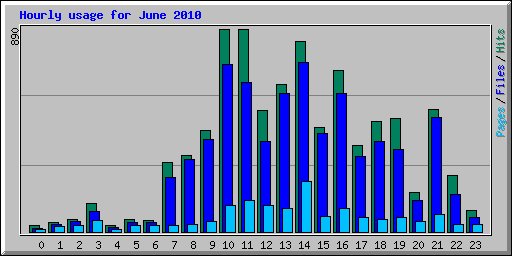 Hourly usage for June 2010
890
Pages / Files / Hits
0 1 2 3 4 5 6 7 8 9 10 11 12 13 14 15 16 17 18 19 20 21 22 23